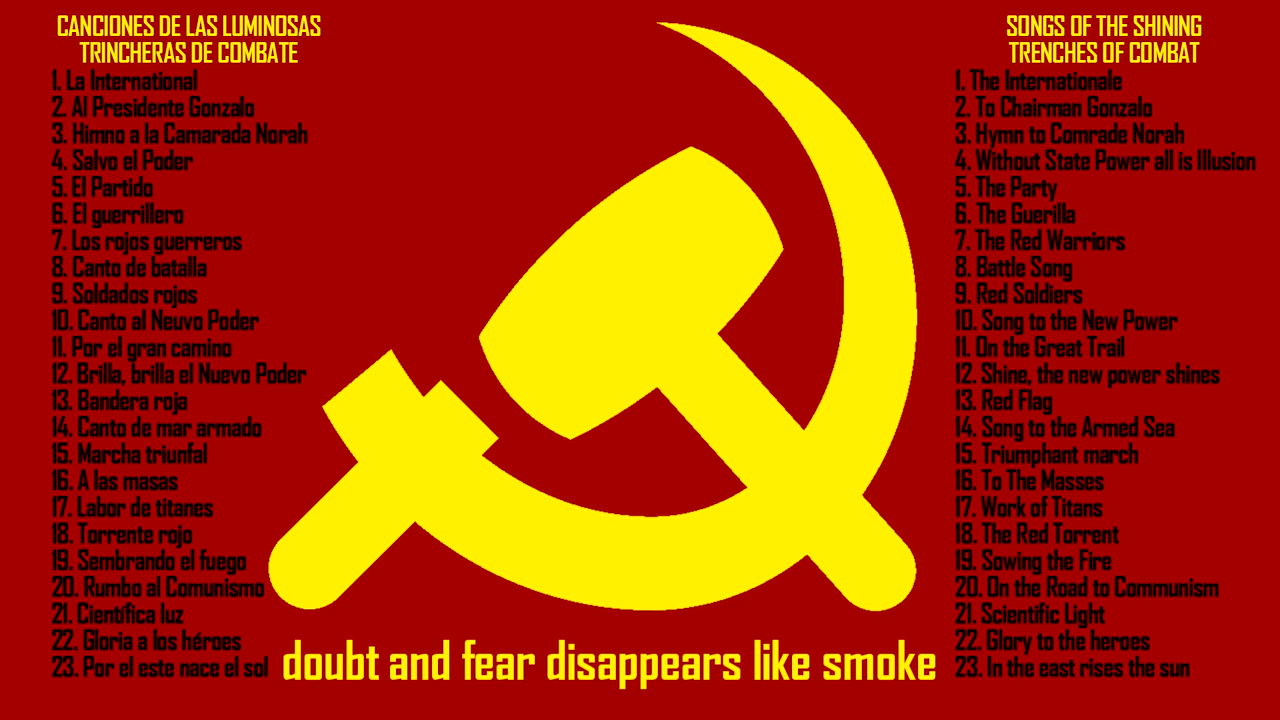 CANCIONES DE LAS LUMINOSAS
TRINCHERAS DE COMBATE
1. La International
2. Al Presidente Gonzalo
3. Himno a la Camarada Norah
4. Salvo el Poder
5. El Partido
6. El guerrillero
7. Los rojos guerreros
8. Canto de batalla
9. Soldados rojos
10. Canto al Neuvo Poder
11. Por el gran camino
12. Brilla, brilla el Nuevo Poder
13. Bandera roja
14. Canto de mar armado
15. Marcha triunfal
16. A las masas
17. Labor de titanes
18. Torrente rojo
19. Sembrando el fuego
20. Rumbo al Comunismo
21. Científica luz
22. Gloria a los héroes
23. Por el este nace el sol
SONGS OF THE SHINING
TRENCHES OF COMBAT
1. The Internationale
2. To Chairman Gonzalo
3. Hymn to Comrade Norah
4. Without State Power all is Illusion
5. The Party
6. The Guerilla
7. The Red Warriors
8. Battle Song
9. Red Soldiers
10. Song to the New Power
11. On the Great Trail
12. Shine, the new power shines
13. Red Flag
14. Song to the Armed Sea
15. Triumphant march
16. To The Masses
17. Work of Titans
18. The Red Torrent
19. Sowing the Fire
20. On the Road to Communism
21. Scientific Light
22. Glory to the heroes
23. In the east rises the sun
doubt and fear disappears like smoke